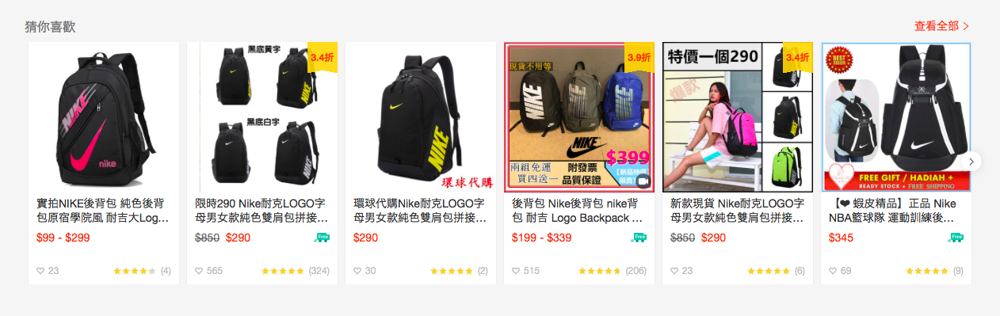 猜你喜歡
查看全部
NIKE
nike
實拍NIKE後背包 純色後背
包原宿學院風 耐吉大Log...
$99 - $299
23
(4)
黑底黃字
3.4折
黑底白字
限時290 Nike耐克LOGO字
母男女款純色雙肩包拼接...
$850 $290
Free
565
(324)
NIKE
環球代購
環球代購Nike耐克LOGO字
母男女款純色雙肩包拼接...
$290
30
(2)
3.9折
現貨不用等
NIKE
NIKE
NIKE
NIKE
$399
兩組免運
買四送一
附發票
品質保證
【新品特價
後背包 Nike後背包 nike背
包 耐吉 Logo Backpack ...
$199 - $339
Free
515
(206)
特價一個290
3.4折
爆款
新款現貨 Nike耐克LOGO字
母男女款純色雙肩包拼接...
$850 $290
23
(6)
BEST
SELLER
FREE GIFT / HADIAH +
READY STOCK + FREE SHIPPING
【❤ 蝦皮精品】正品 Nike
NBA籃球隊 運動訓練後...
$345
Free
69
(9)